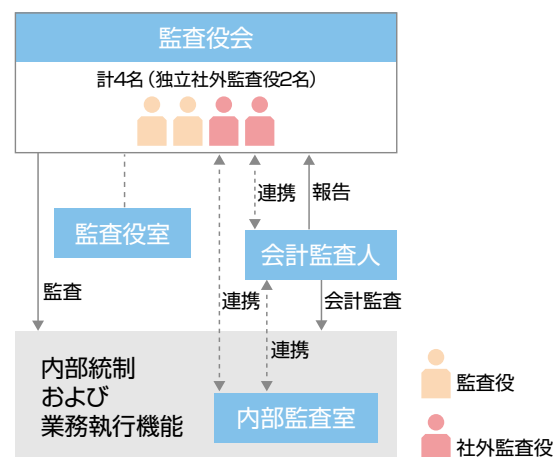 監査役会
計4名（独立社外監査役2名）
連携
報告
監査役室
会計監査人
監査
連携
会計監査
連携
内部統制
および
業務執行機能
内部監査室
監査役
社外監査役